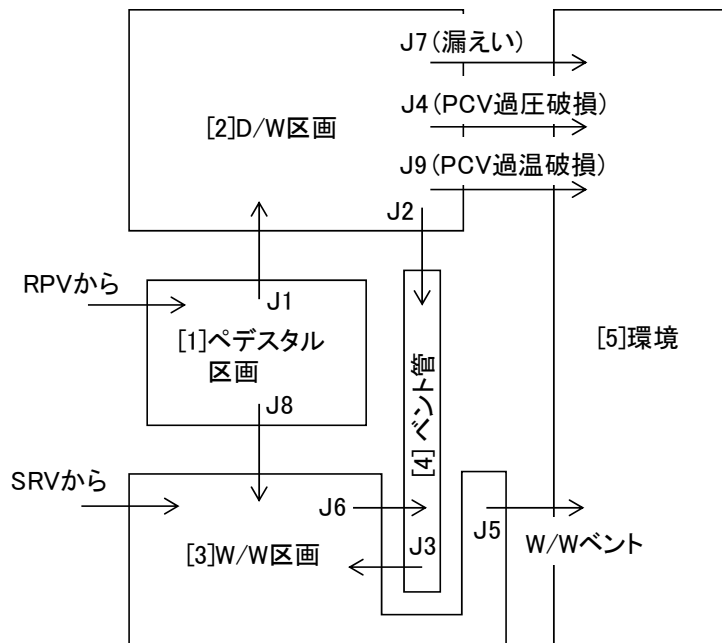 J7(漏えい)
J4(PCV過圧破損)
[2]D/W区画
J9(PCV過温破損)
J2
RPVから
J1
[1]ペデスタル
区画
[5]環境
J8
[4]ベント管
SRVから
J6
J5
[3]W/W区画
J3
W/Wベント